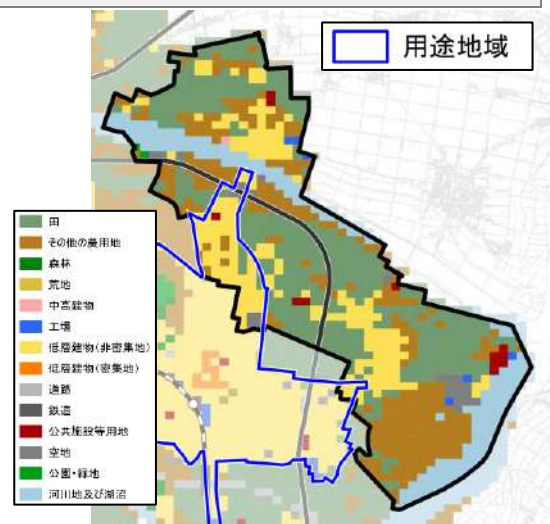 用途地域
田
その他の農用地
森林
荒地
中高建物
工場
低層建物(非密集地)
低層建物(密集地)
道路
鉄道
公共施設等用地
空地
公園・緑地
河川地及び湖沼